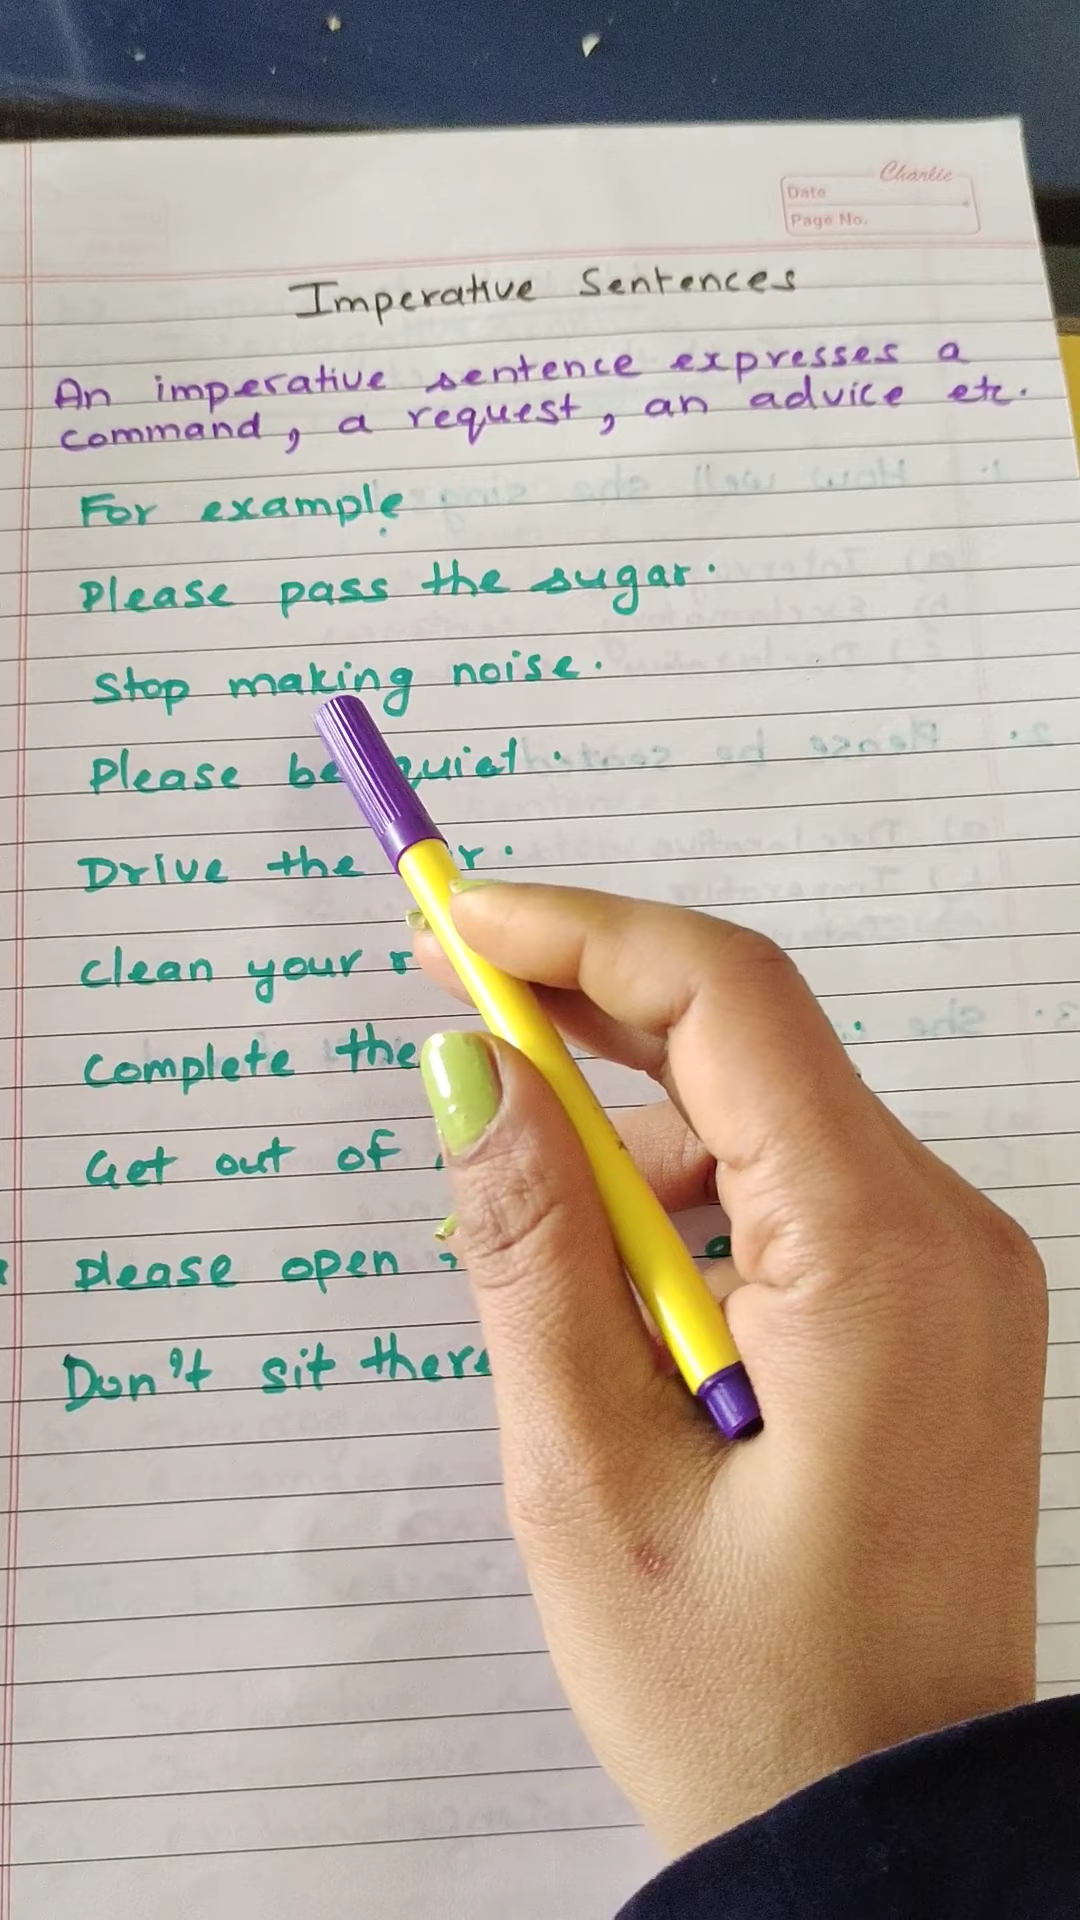 Charlie
Date
Page No.
Imperative Sentences
An imperative sentence expresses a
command, a request, an advice etc.
For example
Please pass the sugar.
Stop making noise.
Please be quiet.
Drive the
clean your
Complete the
Get out of
Please open
Don't sit there